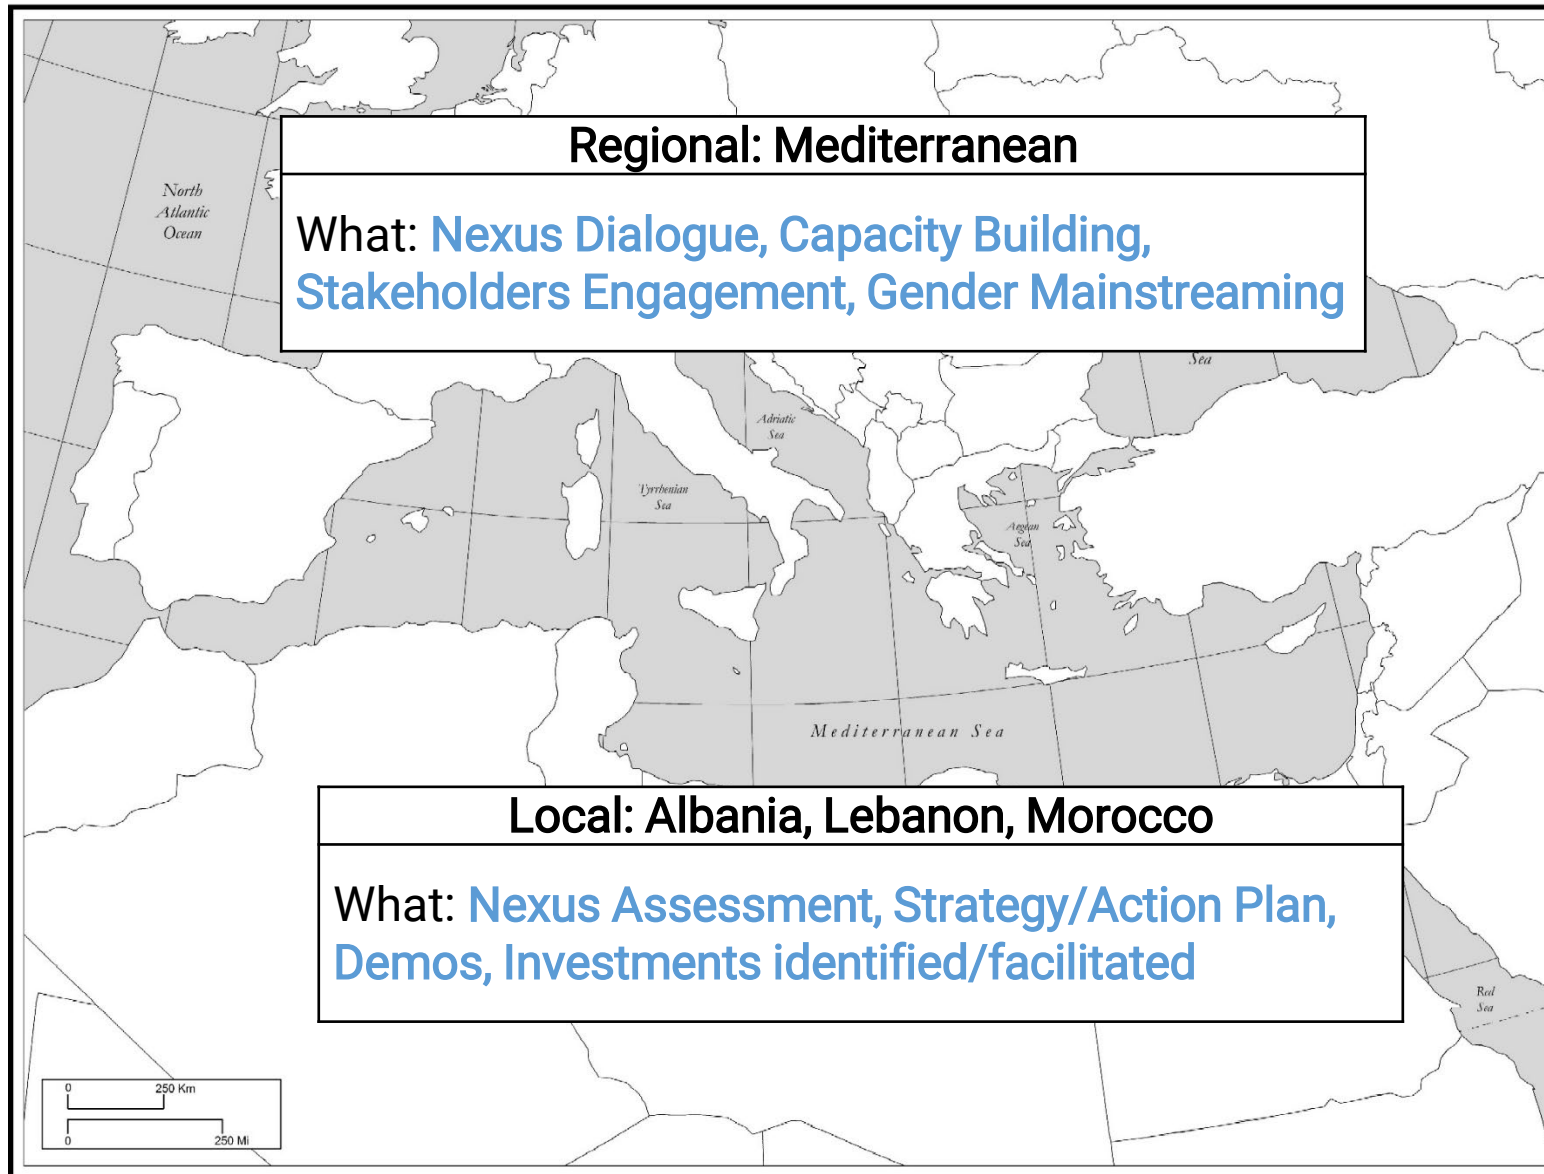 Regional: Mediterranean
What: Nexus Dialogue, Capacity Building,
Stakeholders Engagement, Gender Mainstreaming
North
Atlantic
Ocean
Sea
Adriatic
Sea
Tyrrhenian
Sea
Aegean
Sea
Mediterranean Sea
Local: Albania, Lebanon, Morocco
What: Nexus Assessment, Strategy/Action Plan,
Demos, Investments identified/facilitated
Red
Sea
0 250 Km
0 250 Mi